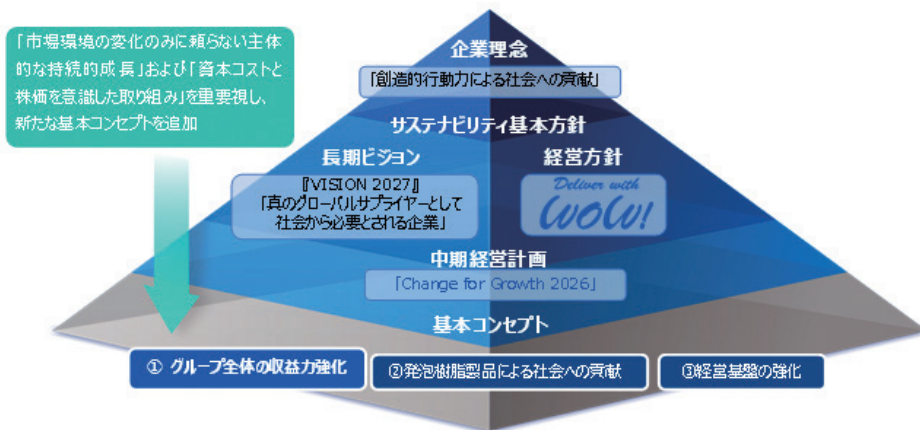 「市場環境の変化のみに頼らない主体
的な持続的成長」および「資本コストと
株価を意識した取り組み」を重要視し、
新たな基本コンセプトを追加
企業理念
「創造的行動力による社会への貢献」
サステナビリティ基本方針
長期ビジョン
『VISION 2027』
「真のグローバルサプライヤーとして
社会から必要とされる企業」
経営方針
Deliver with
WOW!
中期経営計画
「Change for Growth 2026」
基本コンセプト
① グループ全体の収益力強化
②発泡樹脂製品による社会への貢献
③経営基盤の強化